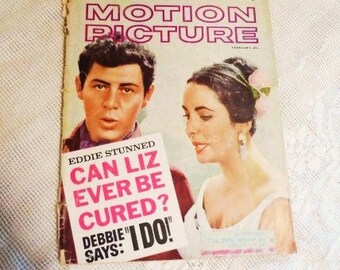 MOTION
PICTURE
FEBRUARY
EDDIE STUNNED
CAN LIZ
EVER BE
CURED?
DEBBIE
SAYS: "I DO!"